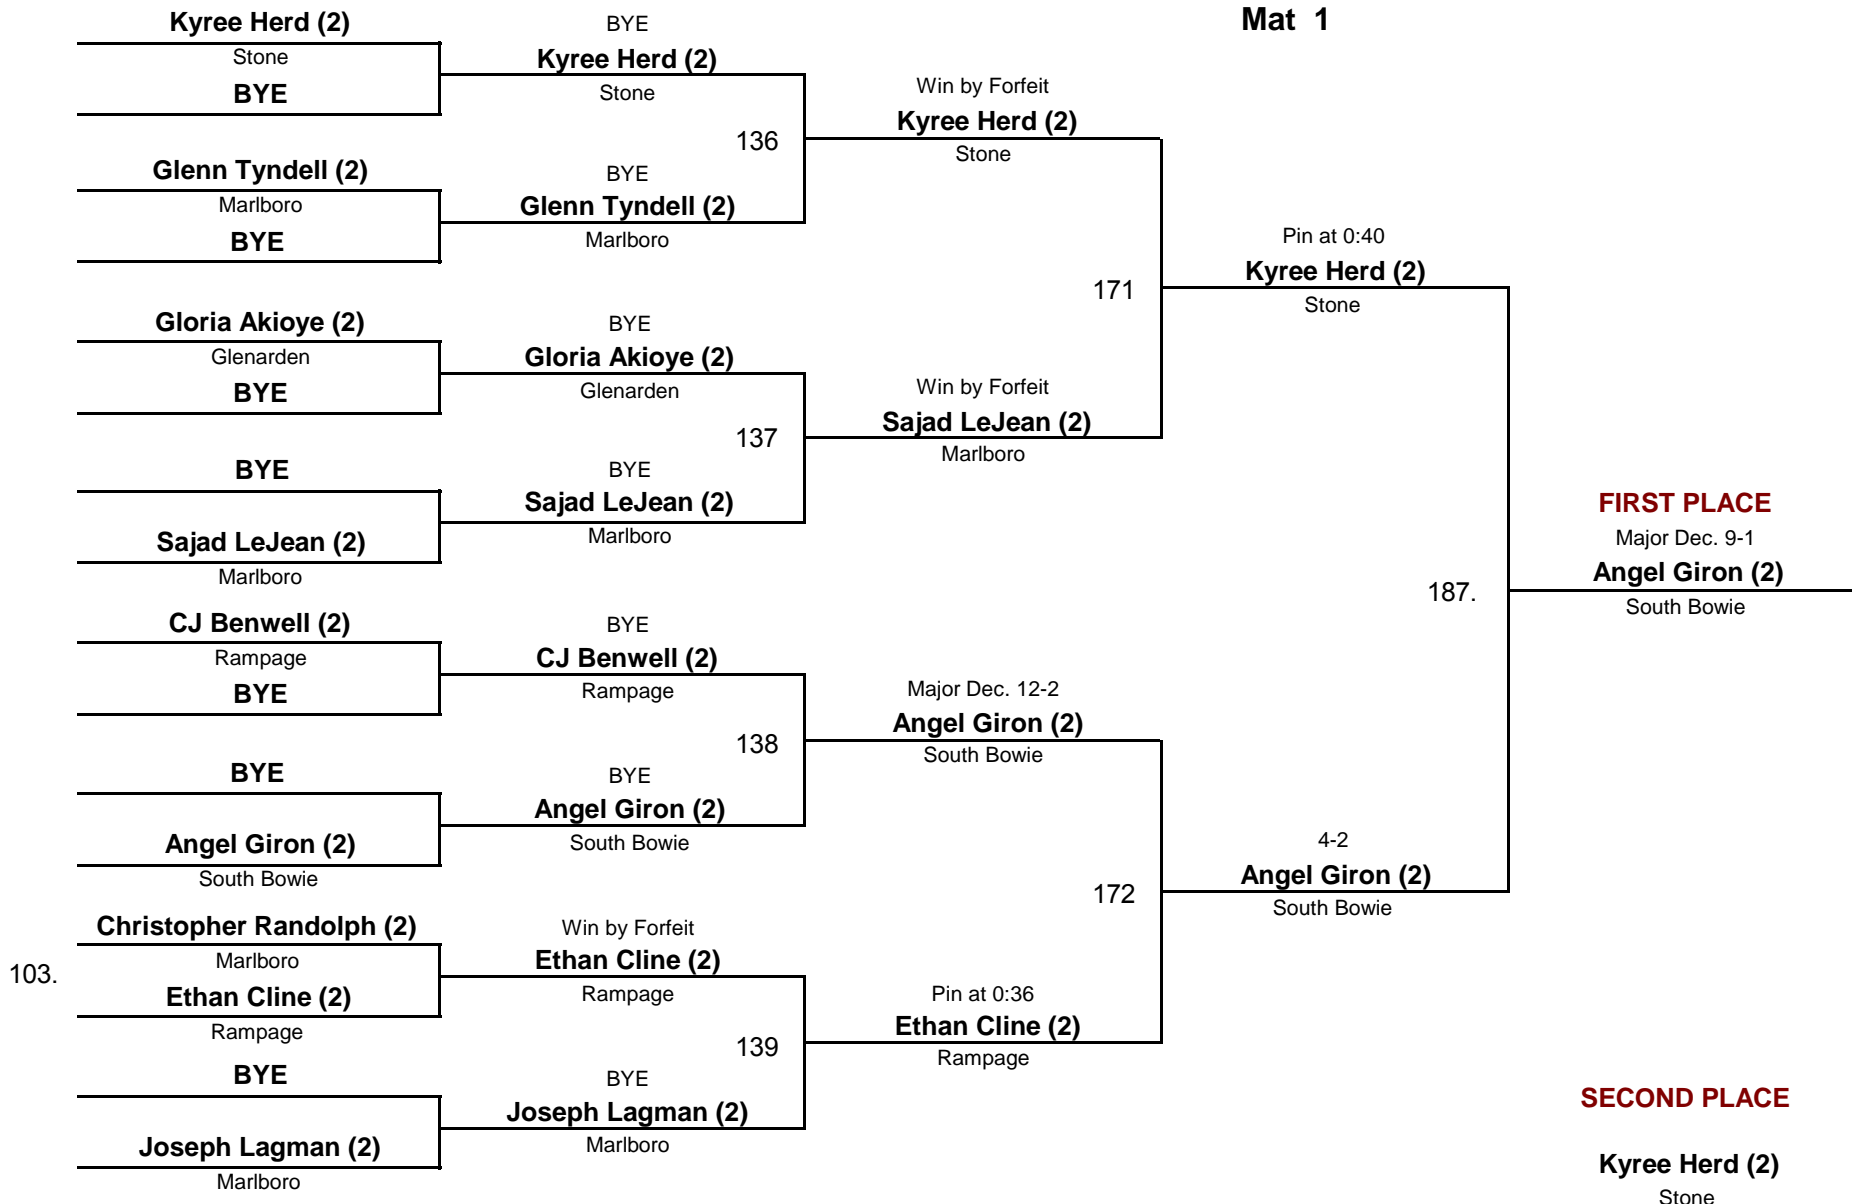 Mat 1
Kyree Herd (2)
Stone
BYE
Glenn Tyndell (2)
Marlboro
BYE
Gloria Akioye (2)
Glenarden
BYE
BYE
Sajad LeJean (2)
Marlboro
CJ Benwell (2)
Rampage
BYE
BYE
Angel Giron (2)
South Bowie
Christopher Randolph (2)
103.
Marlboro
Ethan Cline (2)
Rampage
BYE
Joseph Lagman (2)
Marlboro
BYE
Kyree Herd (2)
Stone
136
BYE
Glenn Tyndell (2)
Marlboro
BYE
Gloria Akioye (2)
Glenarden
137
BYE
Sajad LeJean (2)
Marlboro
BYE
CJ Benwell (2)
Rampage
138
BYE
Angel Giron (2)
South Bowie
Win by Forfeit
Ethan Cline (2)
Rampage
139
BYE
Joseph Lagman (2)
Marlboro
Win by Forfeit
Kyree Herd (2)
Stone
171
Win by Forfeit
Sajad LeJean (2)
Marlboro
Major Dec. 12-2
Angel Giron (2)
South Bowie
172
Pin at 0:36
Ethan Cline (2)
Rampage
Pin at 0:40
Kyree Herd (2)
Stone
187.
4-2
Angel Giron (2)
South Bowie
FIRST PLACE
Major Dec. 9-1
Angel Giron (2)
South Bowie
SECOND PLACE
Kyree Herd (2)
Stone